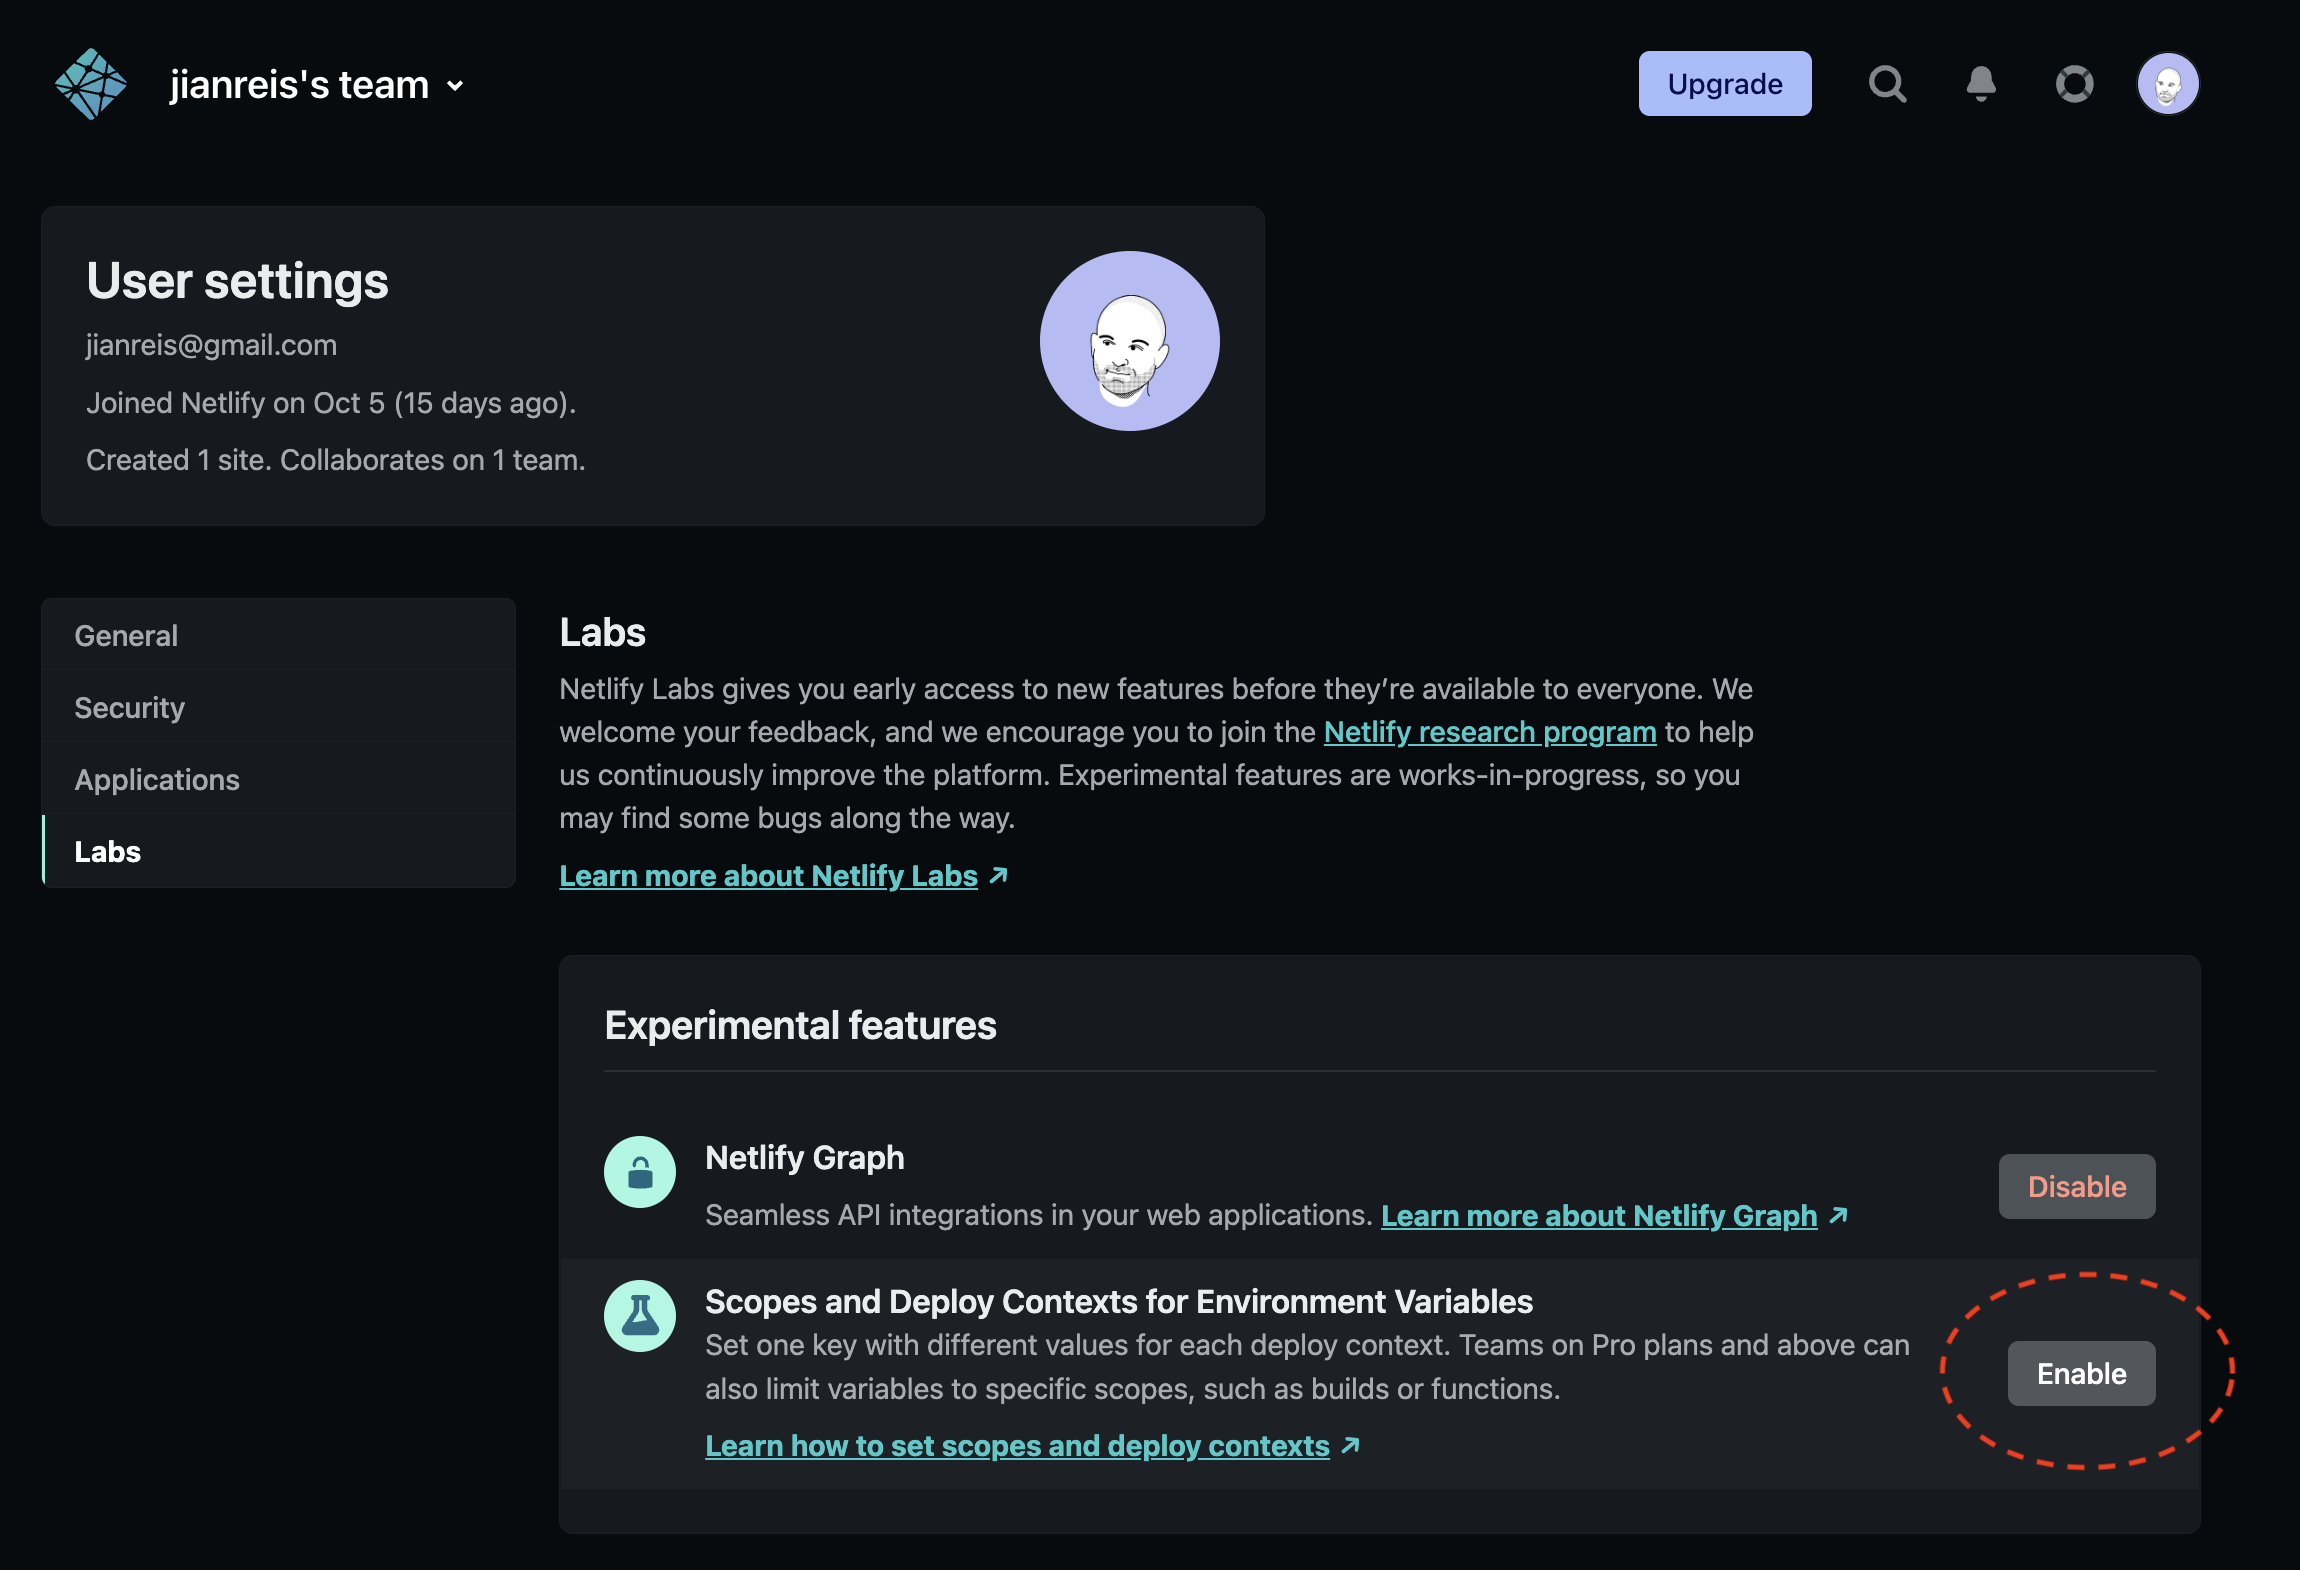 jianreis's team
Upgrade
User settings
jianreis@gmail.com
Joined Netlify on Oct 5 (15 days ago).
Created 1 site. Collaborates on 1 team.
General
Security
Applications
Labs
Labs
Netlify Labs gives you early access to new features before they’re available to everyone. We
welcome your feedback, and we encourage you to join the Netlify research program to help
us continuously improve the platform. Experimental features are works-in-progress, so you
may find some bugs along the way.
Learn more about Netlify Labs
Experimental features
Netlify Graph
Seamless API integrations in your web applications. Learn more about Netlify Graph
Disable
Scopes and Deploy Contexts for Environment Variables
Set one key with different values for each deploy context. Teams on Pro plans and above can
also limit variables to specific scopes, such as builds or functions.
Learn how to set scopes and deploy contexts
Enable